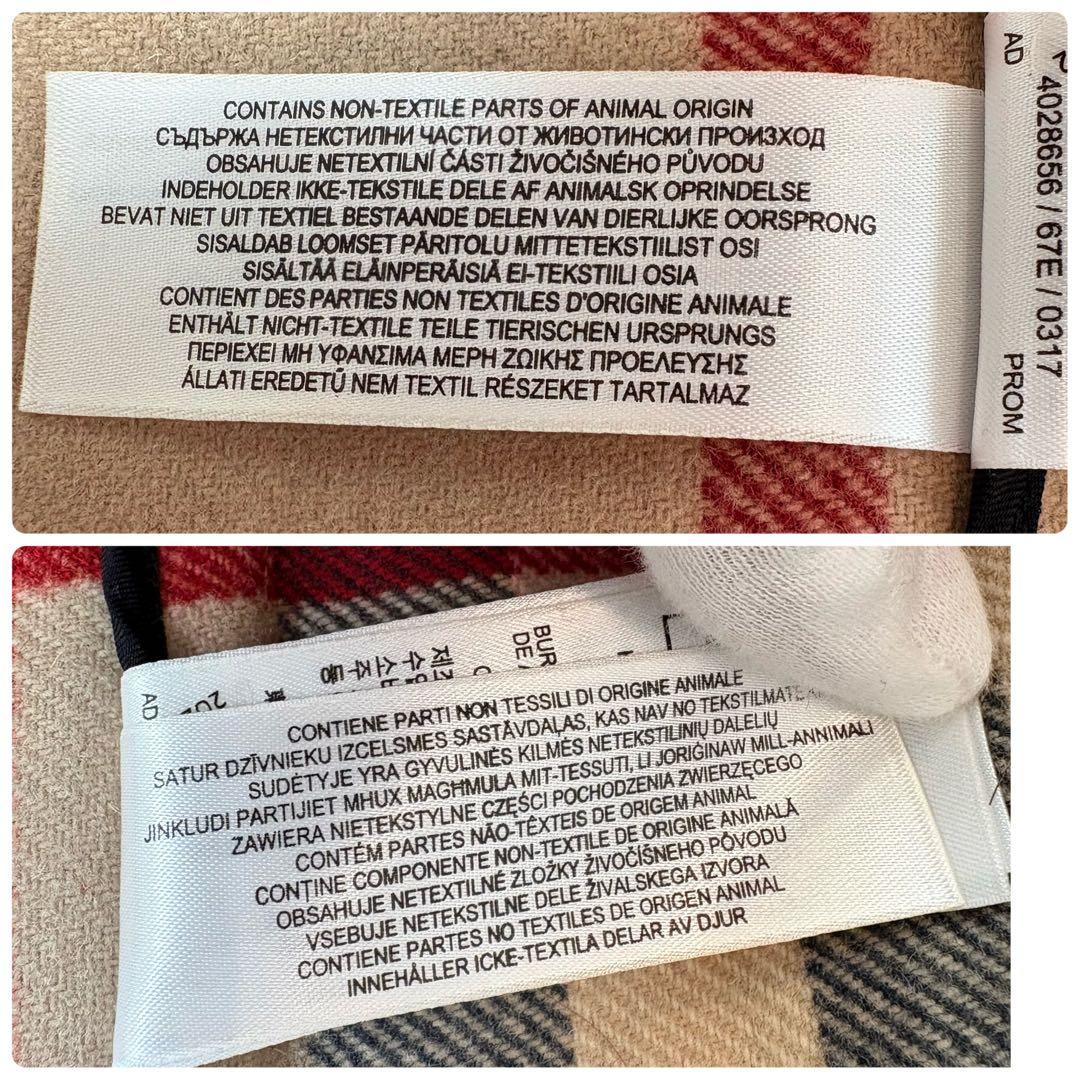 CONTAINS NON-TEXTILE PARTS OF ANIMAL ORIGIN
СЪДЪРЖА НЕТЕКСТИЛНИ ЧАСТИ ОТ ЖИВОТИНСКИ ПРОИЗХОД
OBSAHUJE NETEXTILNÍ ČÁSTI ŽIVOČIŠNÉHO PŮVODU
INDEHOLDER IKKE-TEKSTILE DELE AF ANIMALSK OPRINDELSE
BEVAT NIET UIT TEXTIEL BESTAANDE DELEN VAN DIERLIJKE OORSPRONG
SISALDAB LOOMSET PÄRITOLU MITTETEKSTIILIST OSI
SISÄLTÄÄ ELÄINPERÄISIÄ EI-TEKSTIILI OSIA
CONTIENT DES PARTIES NON TEXTILES D'ORIGINE ANIMALE
ENTHÄLT NICHT-TEXTILE TEILE TIERISCHEN URSPRUNGS
ΠΕΡΙΕΧΕΙ ΜΗ ΥΦΑΝΣΙΜΑ ΜΕΡΗ ΖΩΙΚΗΣ ΠΡΟΕΛΕΥΣΗΣ
ÁLLATI EREDETŰ NEM TEXTIL RÉSZEKET TARTALMAZ
4028656 / 67E / 0317
AD PROM
BUR
DE
AD
CONTIENE PARTI NON TESSILI DI ORIGINE ANIMALE
SATUR DZĪVNIEKU IZCELSMES SASTĀVDAĻAS, KAS NAV NO TEKSTILMATE
SUDĖTYJE YRA GYVULINĖS KILMĖS NETEKSTILINIŲ DALELIŲ
JINKLUDI PARTIJIET MHUX MAGĦMULA MIT-TESSUTI, LI JORIĠINAW MILL-ANNIMALI
ZAWIERA NIETEKSTYLNE CZĘŚCI POCHODZENIA ZWIERZĘCEGO
CONTÉM PARTES NÃO-TÊXTEIS DE ORIGEM ANIMAL
CONȚINE COMPONENTE NON-TEXTILE DE ORIGINE ANIMALĂ
OBSAHUJE NETEXTILNÉ ZLOŽKY ŽIVOČIŠNEHO PÔVODU
VSEBUJE NETEKSTILNE DELE ŽIVALSKEGA IZVORA
CONTIENE PARTES NO TEXTILES DE ORIGEN ANIMAL
INNEHÅLLER ICKE-TEXTILA DELAR AV DJUR